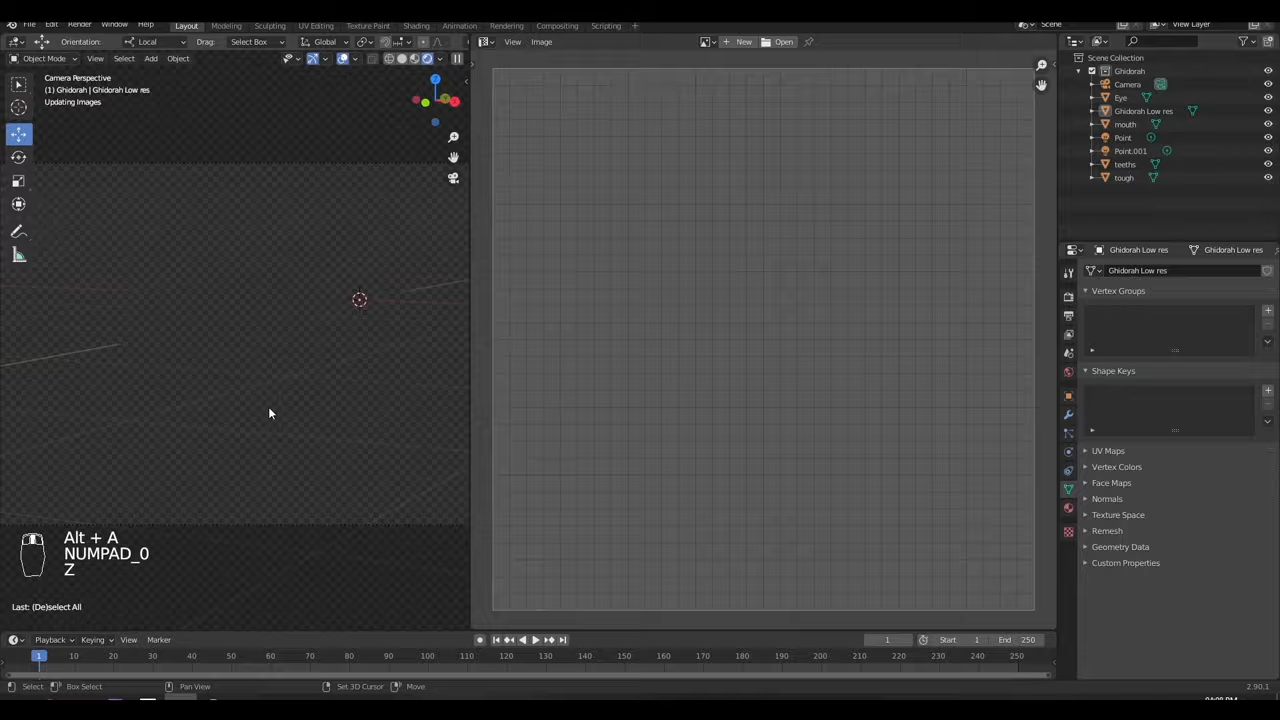 File Edit Render Window Help Layout Modeling Sculpting UV Editing Texture Paint Shading Animation Rendering Compositing Scripting Scene View Layer
Orientation: Local Drag: Select Box Global View Image New Open
Object Mode View Select Add Object
Camera Perspective
(1) Ghidorah | Ghidorah Low res
Updating Images
Scene Collection
Ghidorah
Camera
Eye
Ghidorah Low res
mouth
Point
Point.001
teeths
tough
Ghidorah Low res Ghidorah Low res
Ghidorah Low res
Vertex Groups
Shape Keys
UV Maps
Vertex Colors
Face Maps
Normals
Texture Space
Remesh
Geometry Data
Custom Properties
Alt + A
NUMPAD_0
Z
Last: (De)select All
Playback Keying View Marker 1 Start 1 End 250
1 10 20 30 40 50 60 70 80 90 100 110 120 130 140 150 160 170 180 190 200 210 220 230 240 250
Select Box Select Pan View Set 3D Cursor Move 2.90.1